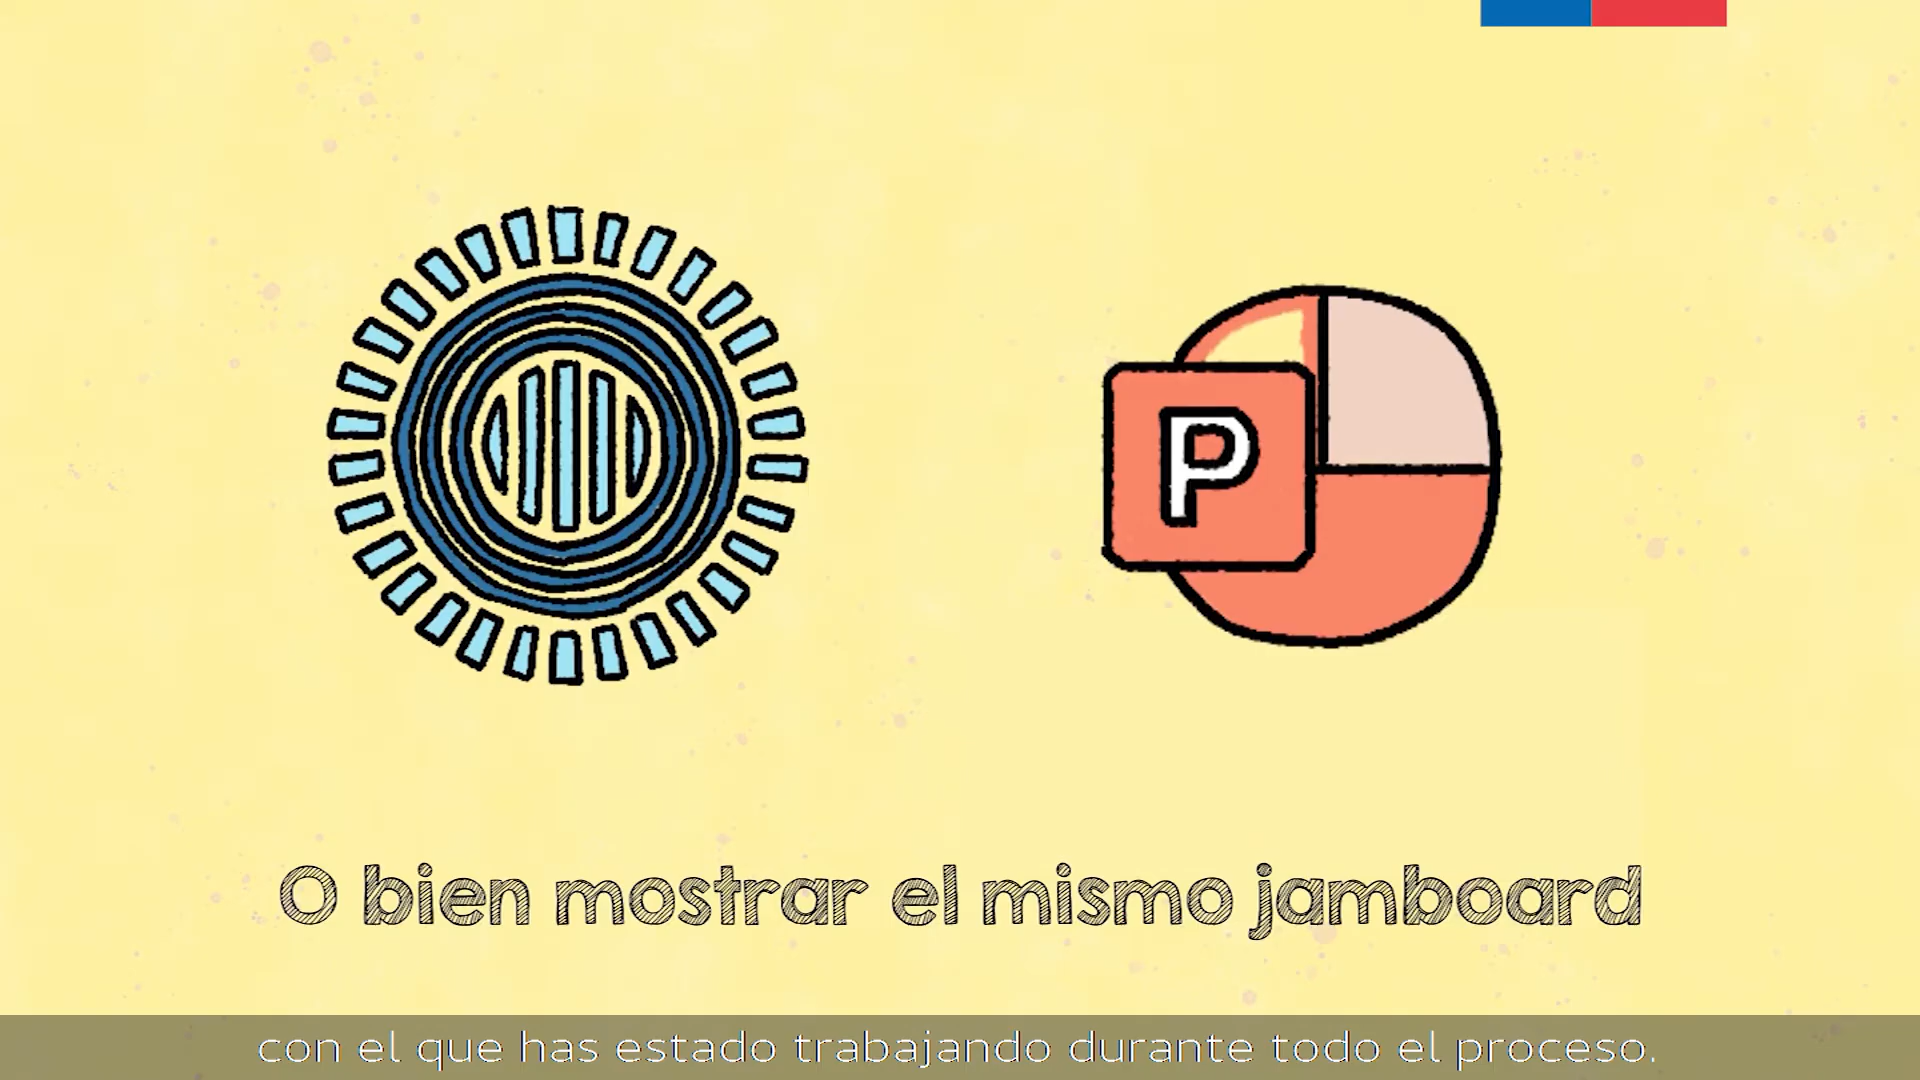 P
O bien mostrar el mismo jamboard
con el que has estado trabajando durante todo el proceso.